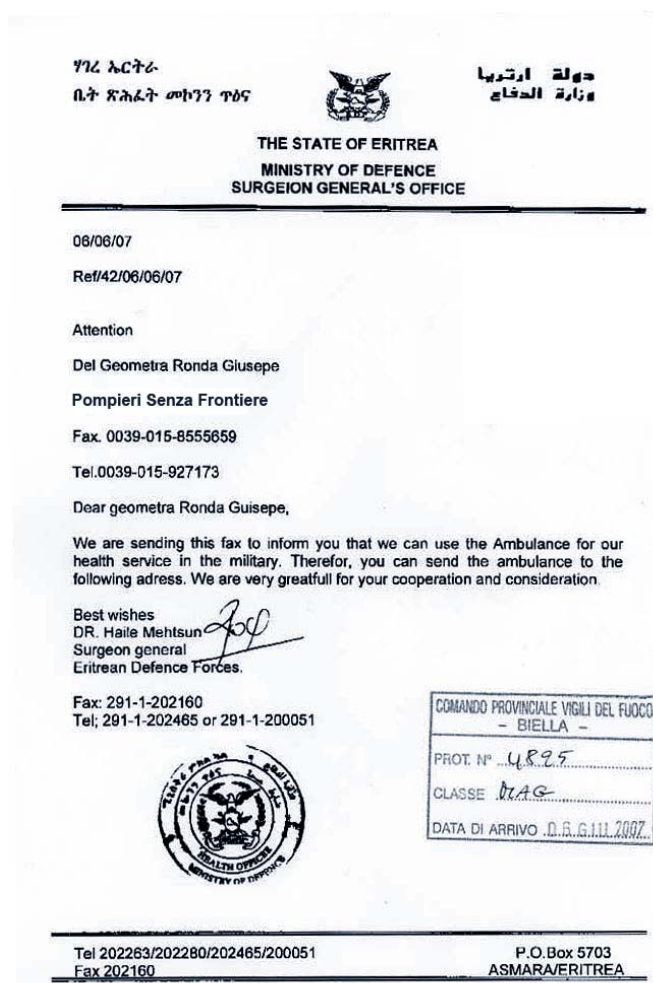 ሃገረ ኤርትራ
ቤት ጽሕፈት መኮንን ጥዕና
دولة ارتريا
وزارة الدفاع
THE STATE OF ERITREA
MINISTRY OF DEFENCE
SURGEION GENERAL'S OFFICE
06/06/07
Ref/42/06/06/07
Attention
Del Geometra Ronda Giusepe
Pompieri Senza Frontiere
Fax. 0039-015-8555659
Tel.0039-015-927173
Dear geometra Ronda Guisepe,
We are sending this fax to inform you that we can use the Ambulance for our
health service in the military. Therefor, you can send the ambulance to the
following adress. We are very greatfull for your cooperation and consideration.
Best wishes
DR. Haile Mehtsun
Surgeon general
Eritrean Defence Forces.
Fax: 291-1-202160
Tel; 291-1-202465 or 291-1-200051
COMANDO PROVINCIALE VIGILI DEL FUOCO
- BIELLA -
PROT. N° 4895
CLASSE MAG
DATA DI ARRIVO 06 GIU. 2007
HEALTH OFFICE
MINISTRY OF DEFENCE
Tel 202263/202280/202465/200051
Fax 202160
P.O.Box 5703
ASMARA/ERITREA